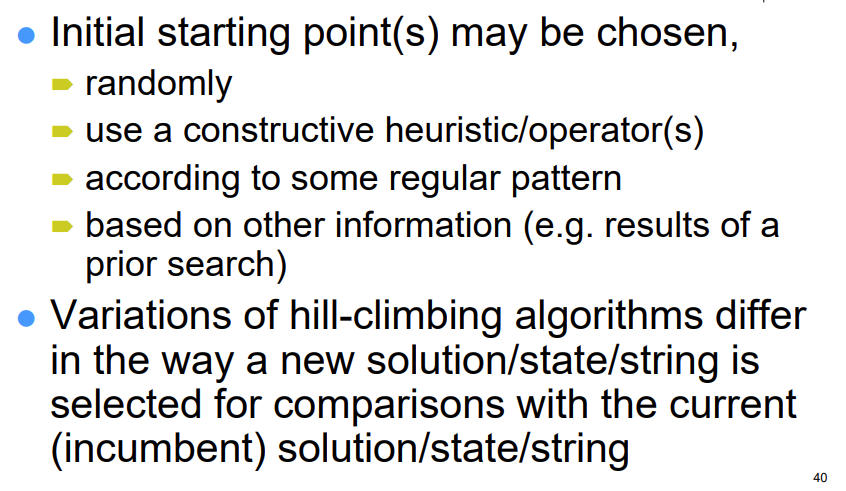 Initial starting point(s) may be chosen,
randomly
use a constructive heuristic/operator(s)
according to some regular pattern
based on other information (e.g. results of a
prior search)
Variations of hill-climbing algorithms differ
in the way a new solution/state/string is
selected for comparisons with the current
(incumbent) solution/state/string
40